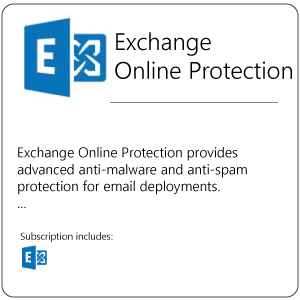 Exchange
Online Protection
Exchange Online Protection provides
advanced anti-malware and anti-spam
protection for email deployments.
...
Subscription includes: